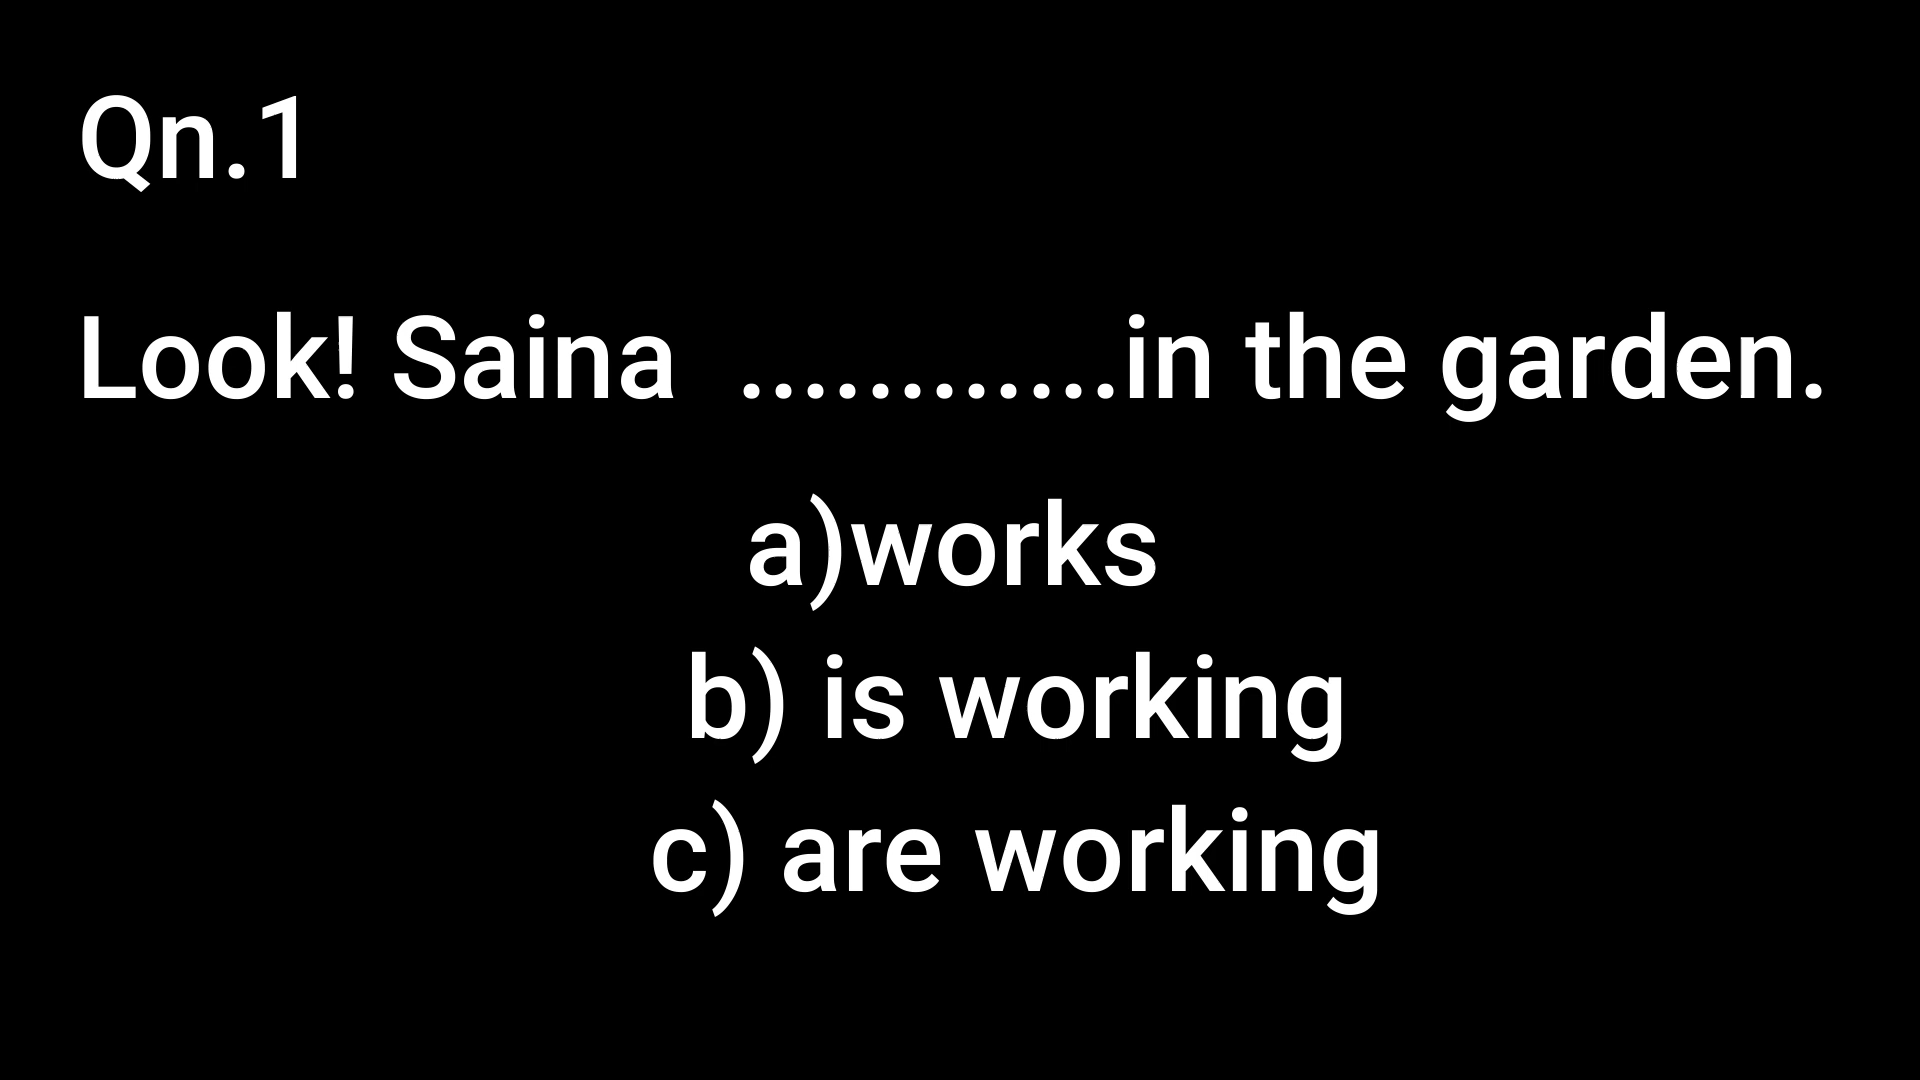 Qn.1
Look! Saina ............in the garden.
a)works
b) is working
c) are working